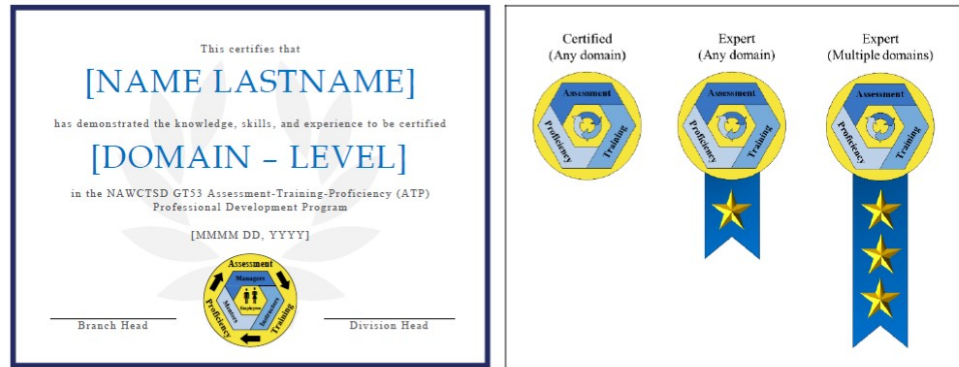 This certifies that
[NAME LASTNAME]
has demonstrated the knowledge, skills, and experience to be certified
[DOMAIN – LEVEL]
in the NAWCTSD GT53 Assessment-Training-Proficiency (ATP)
Professional Development Program
[MMMM DD, YYYY]
Assessment
Managers
Proficiency
Mentors
Employees
Instructors
Training
Branch Head
Division Head
Certified
(Any domain)
Assessment
Proficiency
Training
Expert
(Any domain)
Assessment
Proficiency
Training
Expert
(Multiple domains)
Assessment
Proficiency
Training